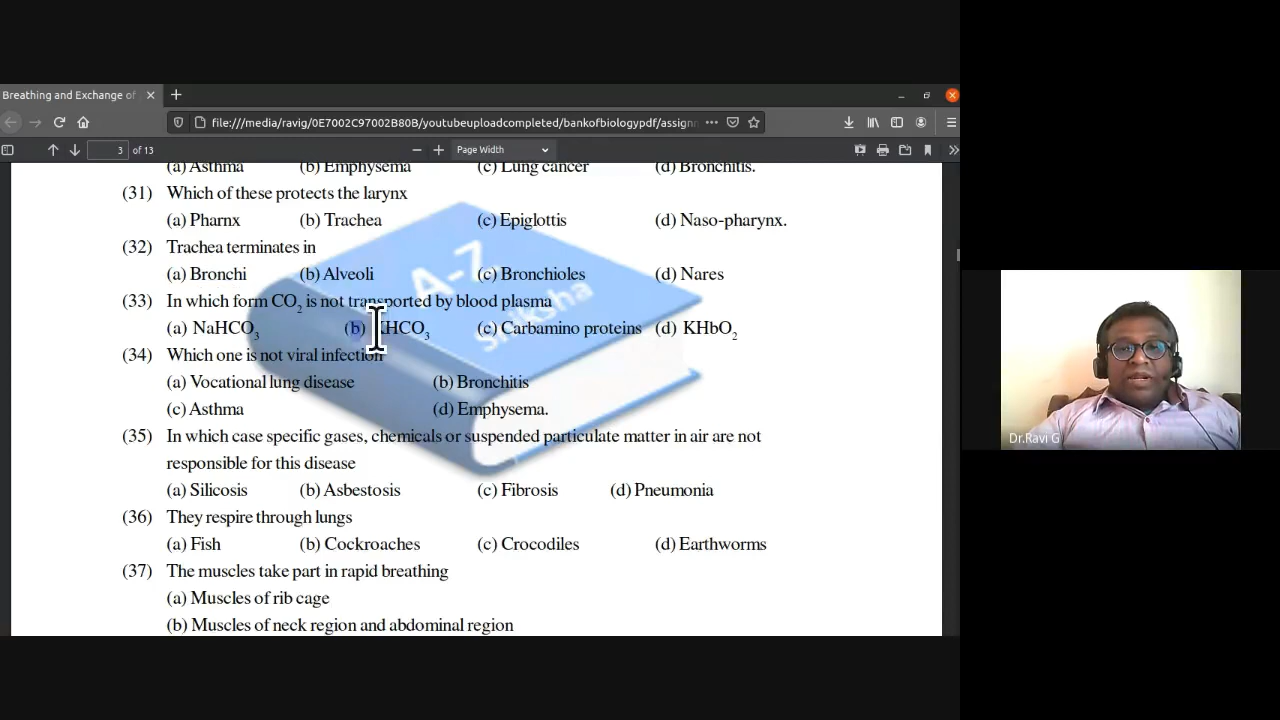 Breathing and Exchange of
file:///media/ravig/0E7002C97002B80B/youtubeuploadcompleted/bankofbiologypdf/assign
3 of 13 Page Width
(a) Asthma (b) Emphysema (c) Lung cancer (d) Bronchitis.
(31) Which of these protects the larynx
(a) Pharnx (b) Trachea (c) Epiglottis (d) Naso-pharynx.
(32) Trachea terminates in
(a) Bronchi (b) Alveoli (c) Bronchioles (d) Nares
(33) In which form CO₂ is not transported by blood plasma
(a) NaHCO₃ (b) KHCO₃ (c) Carbamino proteins (d) KHbO₂
(34) Which one is not viral infection
(a) Vocational lung disease (b) Bronchitis
(c) Asthma (d) Emphysema.
(35) In which case specific gases, chemicals or suspended particulate matter in air are not
responsible for this disease
(a) Silicosis (b) Asbestosis (c) Fibrosis (d) Pneumonia
(36) They respire through lungs
(a) Fish (b) Cockroaches (c) Crocodiles (d) Earthworms
(37) The muscles take part in rapid breathing
(a) Muscles of rib cage
(b) Muscles of neck region and abdominal region
A-Z
Shiksha
Dr.Ravi G